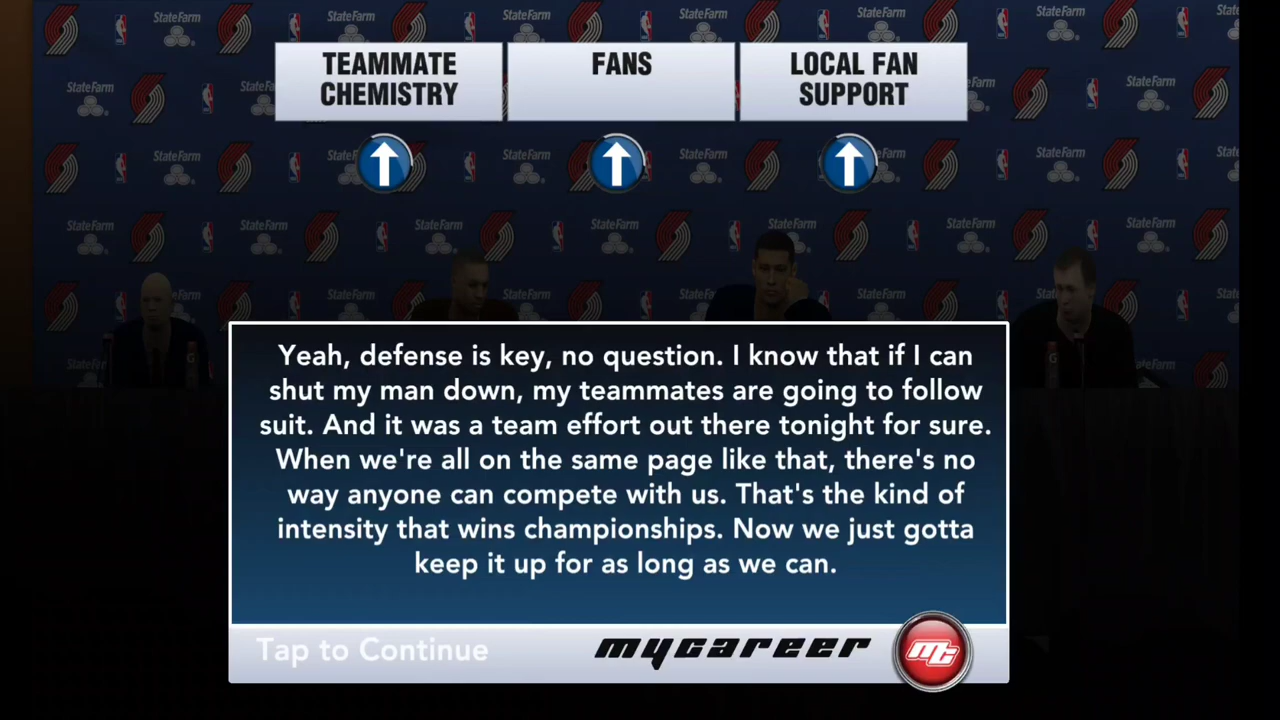 TEAMMATE
CHEMISTRY
FANS
LOCAL FAN
SUPPORT
StateFarm
Yeah, defense is key, no question. I know that if I can
shut my man down, my teammates are going to follow
suit. And it was a team effort out there tonight for sure.
When we're all on the same page like that, there's no
way anyone can compete with us. That's the kind of
intensity that wins championships. Now we just gotta
keep it up for as long as we can.
Tap to Continue
mycareer
mc